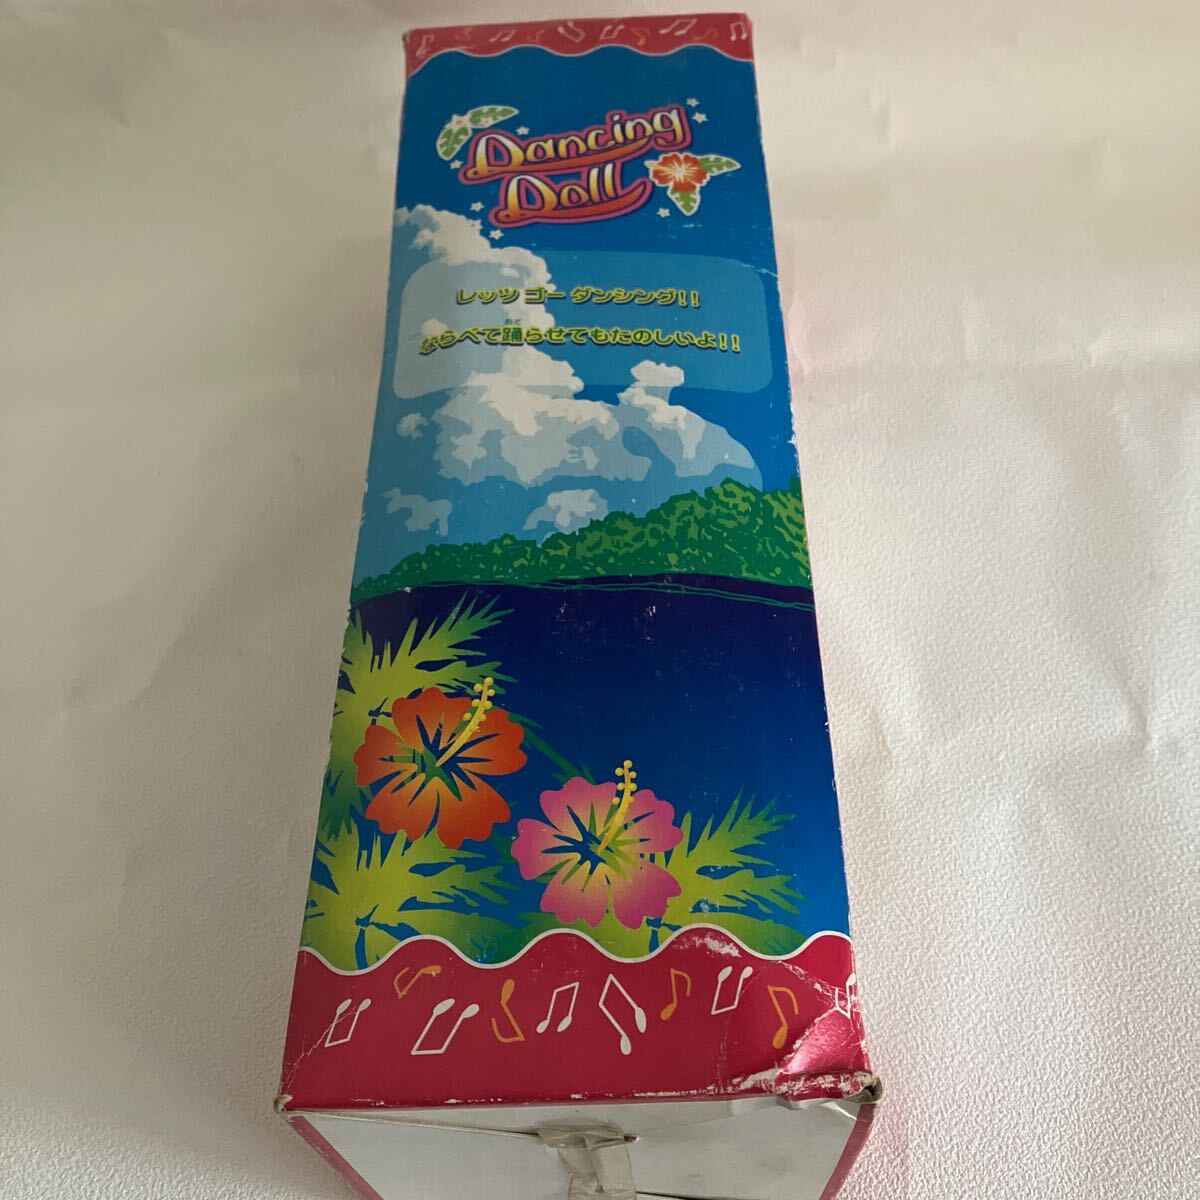 Dancing
Doll
レッツ ゴー ダンシング!!
おど
ならべて踊らせてもたのしいよ!!